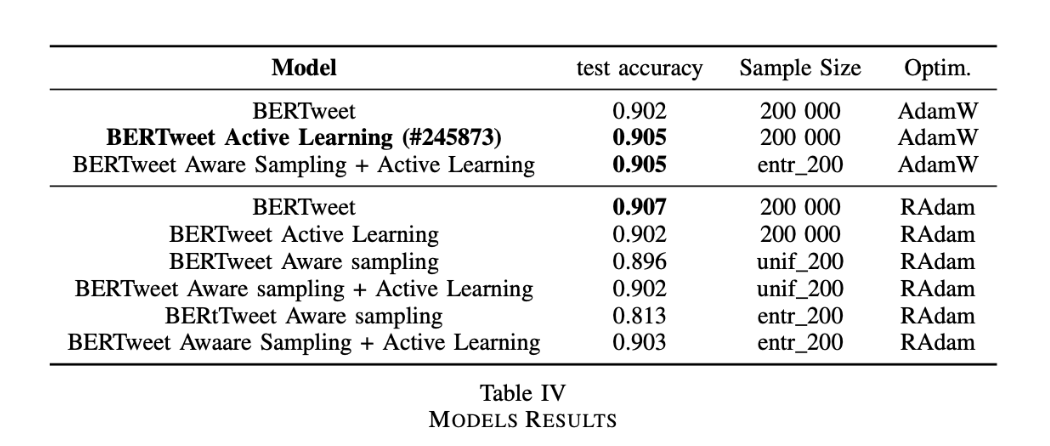 Model test accuracy Sample Size Optim.
BERTweet 0.902 200 000 AdamW
BERTweet Active Learning (#245873) 0.905 200 000 AdamW
BERTweet Aware Sampling + Active Learning 0.905 entr_200 AdamW
BERTweet 0.907 200 000 RAdam
BERTweet Active Learning 0.902 200 000 RAdam
BERTweet Aware sampling 0.896 unif_200 RAdam
BERTweet Aware sampling + Active Learning 0.902 unif_200 RAdam
BERtTweet Aware sampling 0.813 entr_200 RAdam
BERTweet Awaare Sampling + Active Learning 0.903 entr_200 RAdam
Table IV
MODELS RESULTS